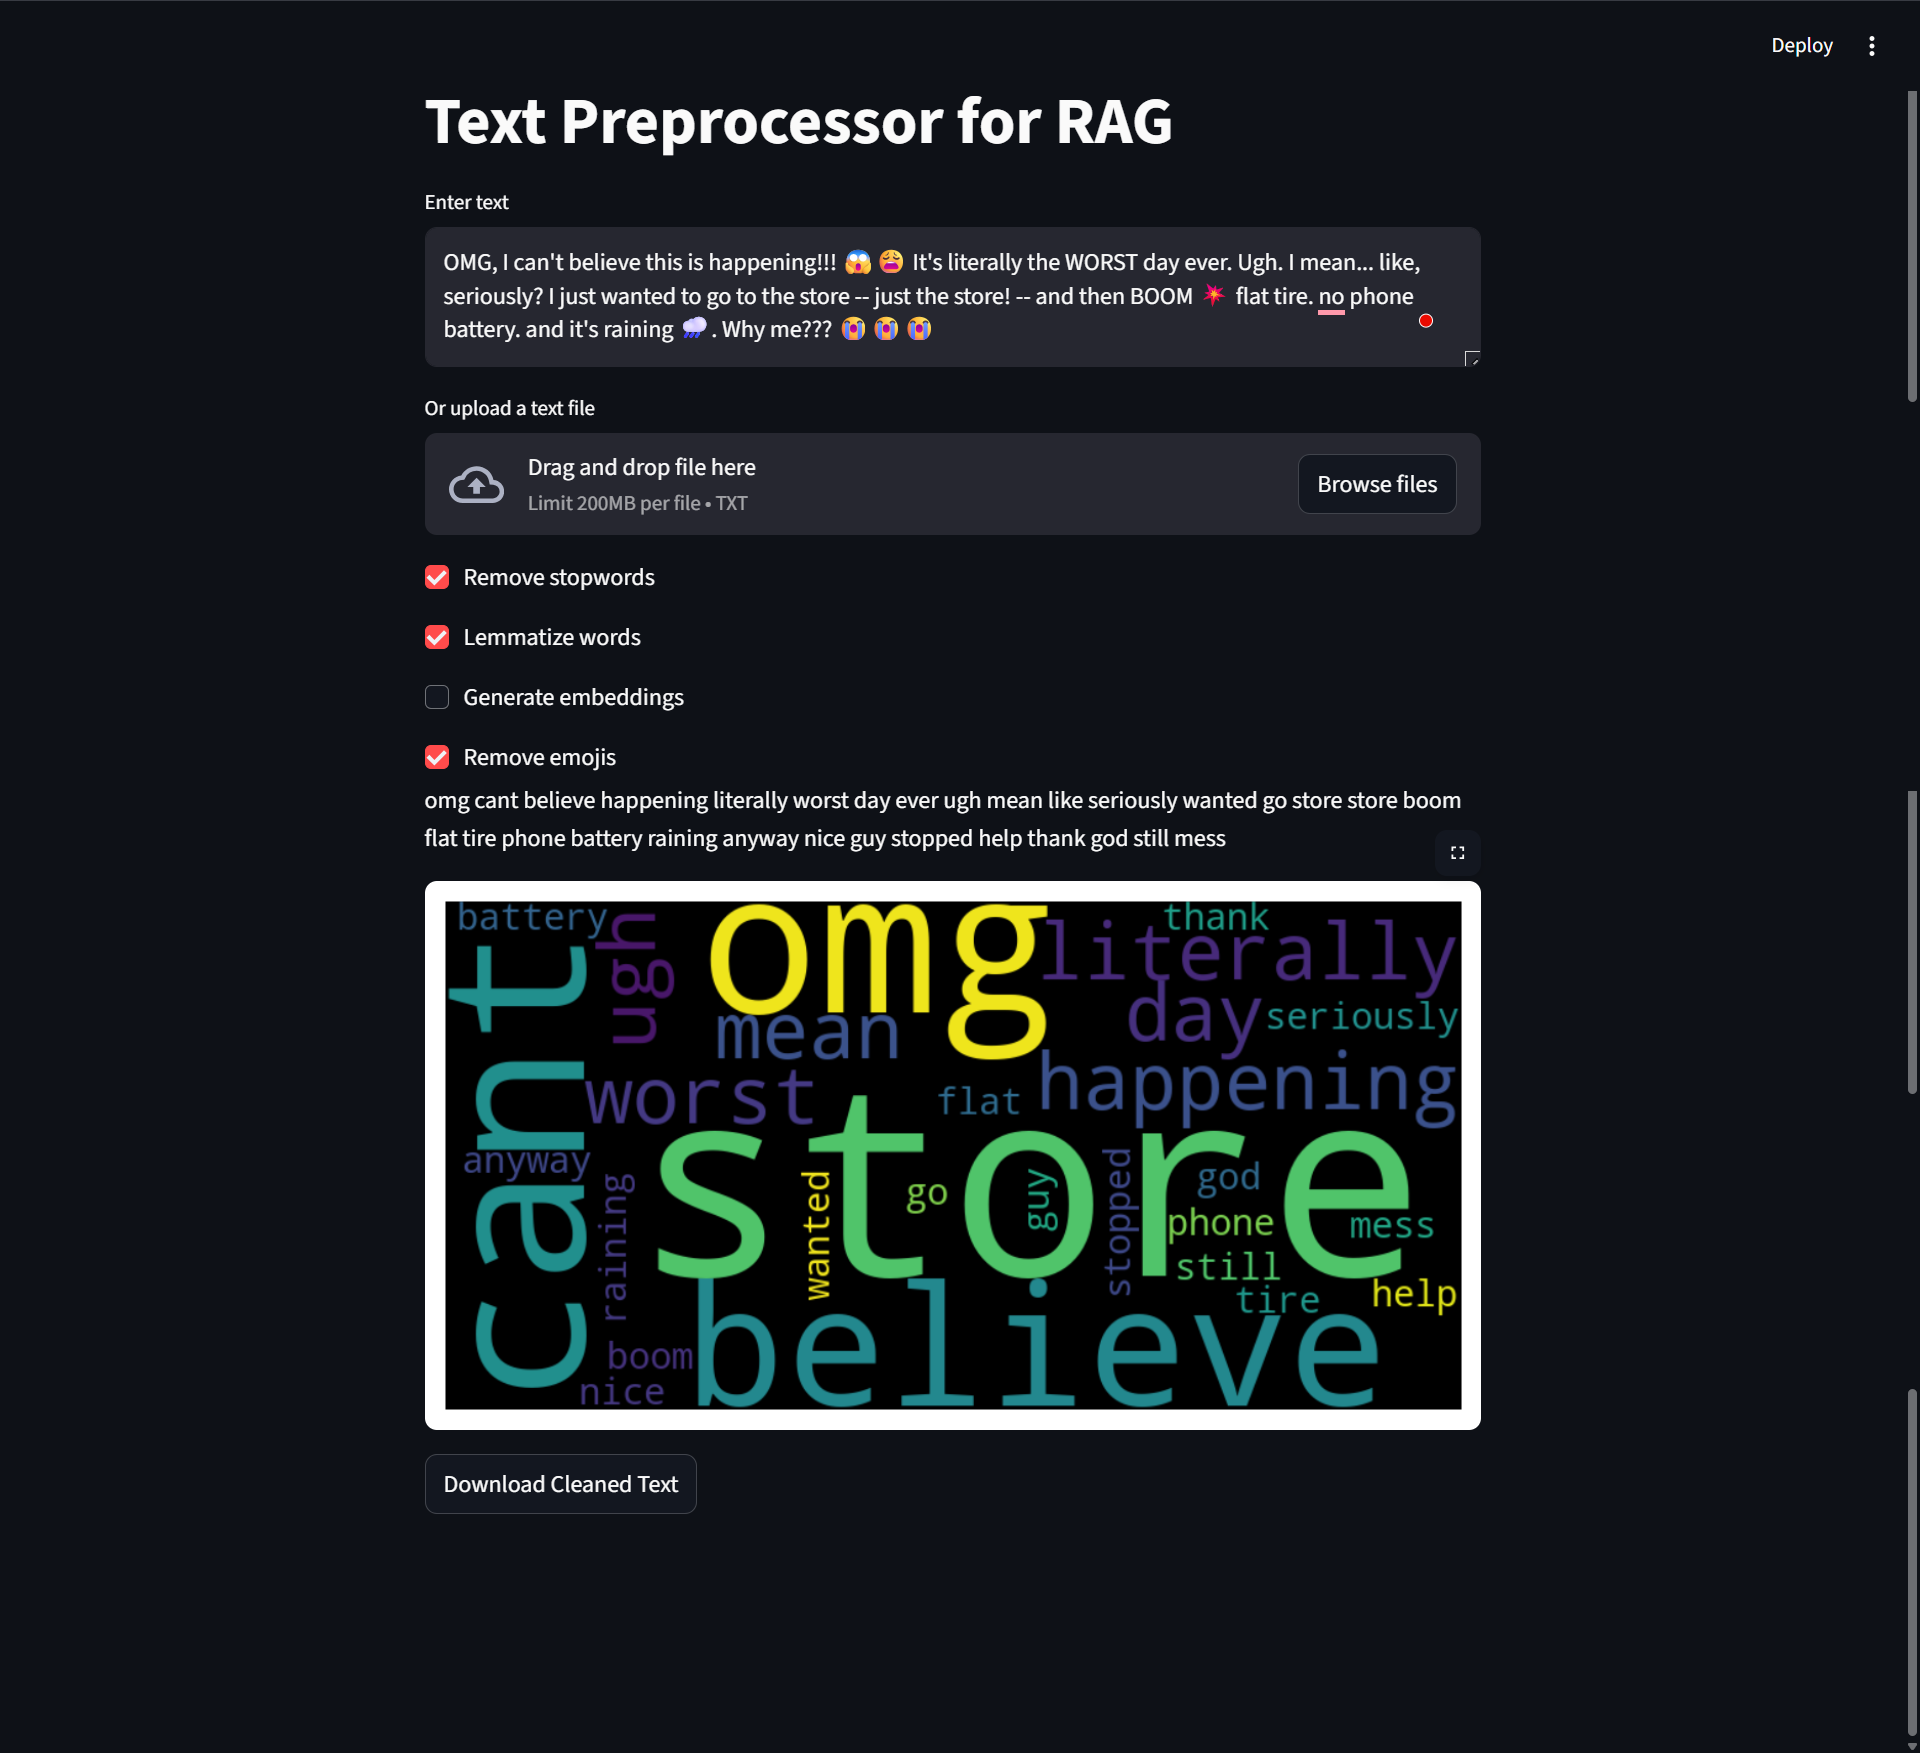 Deploy
Text Preprocessor for RAG
Enter text
OMG, I can't believe this is happening!!! 😱 😩 It's literally the WORST day ever. Ugh. I mean... like,
seriously? I just wanted to go to the store -- just the store! -- and then BOOM 💥 flat tire. no phone
battery. and it's raining 🌧️ . Why me??? 😭 😭 😭
Or upload a text file
Drag and drop file here
Limit 200MB per file • TXT
Browse files
Remove stopwords
Lemmatize words
Generate embeddings
Remove emojis
omg cant believe happening literally worst day ever ugh mean like seriously wanted go store store boom
flat tire phone battery raining anyway nice guy stopped help thank god still mess
battery
ugh
omg
thank
literally
cant
mean
day
seriously
worst
flat
happening
store
anyway
raining
wanted
go
guy
stopped
god
phone
mess
still
tire
help
believe
boom
nice
Download Cleaned Text